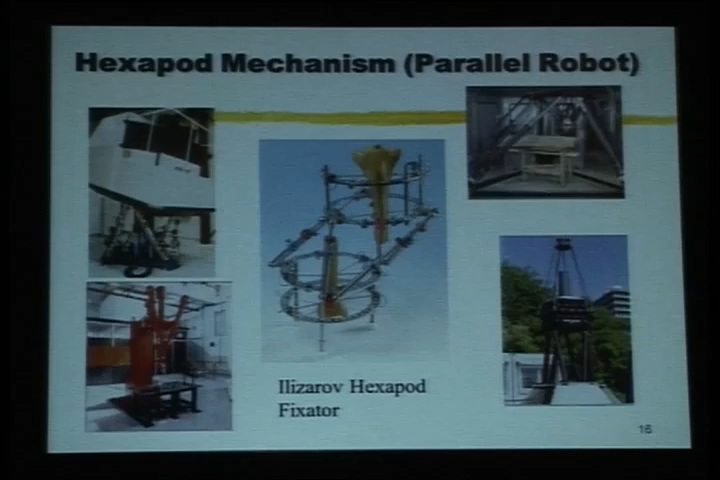 Hexapod Mechanism (Parallel Robot)
Ilizarov Hexapod
Fixator
16